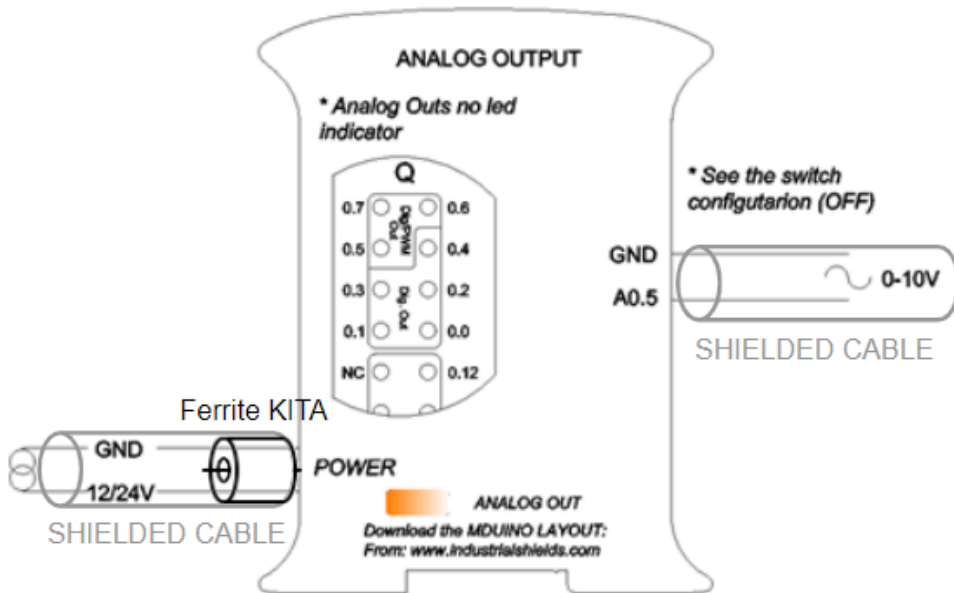 ANALOG OUTPUT
* Analog Outs no led
indicator
Q
0.7
0.6
Dig/PWM
Out
0.5
0.4
0.3
0.2
Dig. Out
0.1
0.0
NC
0.12
* See the switch
configutarion (OFF)
GND
A0.5
0-10V
SHIELDED CABLE
Ferrite KITA
GND
12/24V
SHIELDED CABLE
POWER
ANALOG OUT
Download the MDUINO LAYOUT:
From: www.industrialshields.com